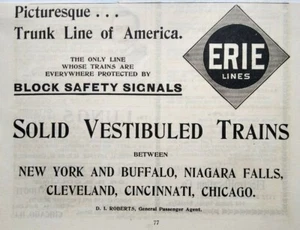 Picturesque . . .
Trunk Line of America.
THE ONLY LINE
WHOSE TRAINS ARE
EVERYWHERE PROTECTED BY
BLOCK SAFETY SIGNALS
ERIE
LINES
SOLID VESTIBULED TRAINS
BETWEEN
NEW YORK AND BUFFALO, NIAGARA FALLS,
CLEVELAND, CINCINNATI, CHICAGO.
D. I. ROBERTS, General Passenger Agent.
77